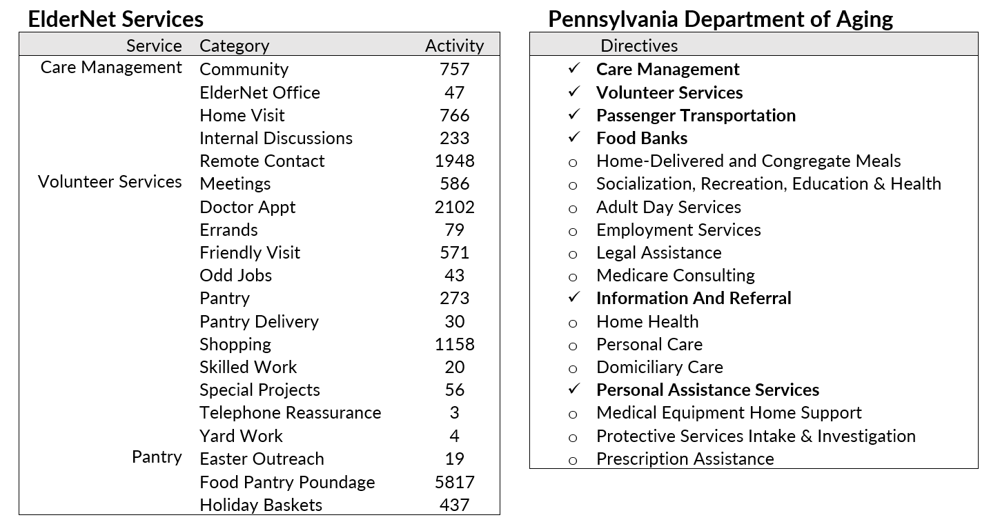 ElderNet Services
Service Category Activity
Care Management Community 757
ElderNet Office 47
Home Visit 766
Internal Discussions 233
Remote Contact 1948
Volunteer Services Meetings 586
Doctor Appt 2102
Errands 79
Friendly Visit 571
Odd Jobs 43
Pantry 273
Pantry Delivery 30
Shopping 1158
Skilled Work 20
Special Projects 56
Telephone Reassurance 3
Yard Work 4
Pantry Easter Outreach 19
Food Pantry Poundage 5817
Holiday Baskets 437
Pennsylvania Department of Aging
Directives
✓ Care Management
✓ Volunteer Services
✓ Passenger Transportation
✓ Food Banks
o Home-Delivered and Congregate Meals
o Socialization, Recreation, Education & Health
o Adult Day Services
o Employment Services
o Legal Assistance
o Medicare Consulting
✓ Information And Referral
o Home Health
o Personal Care
o Domiciliary Care
✓ Personal Assistance Services
o Medical Equipment Home Support
o Protective Services Intake & Investigation
o Prescription Assistance